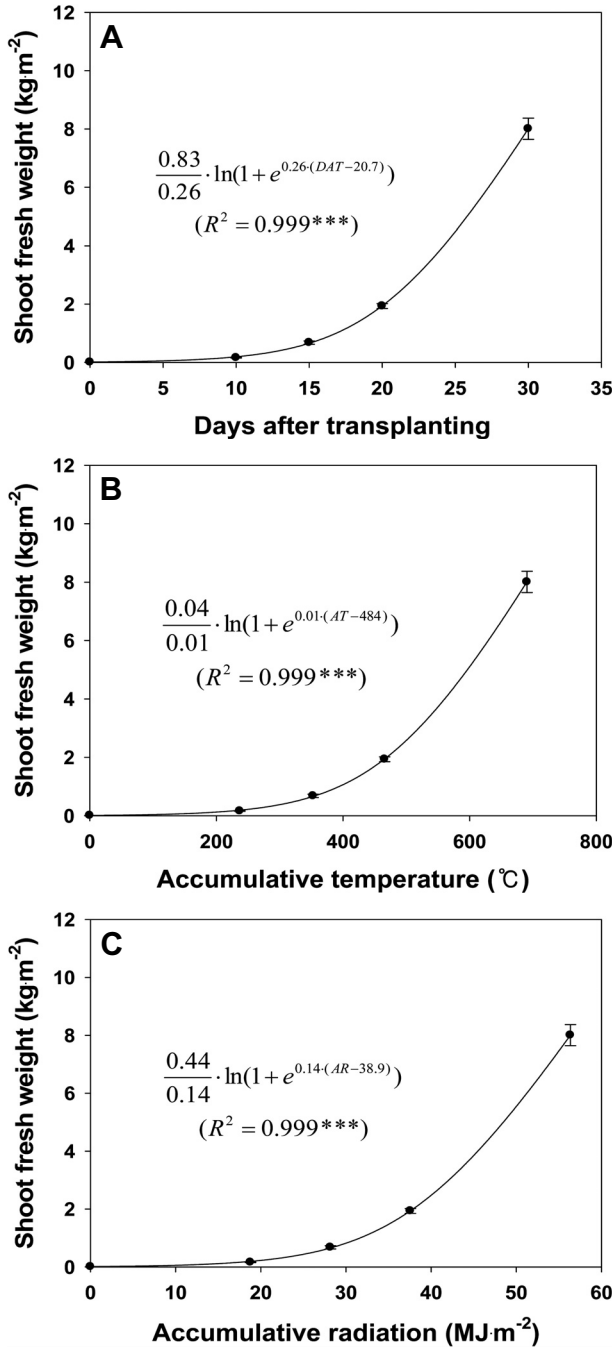 A
Shoot fresh weight (kg·m-2)
12
10
8
6
4
2
0
0.83/0.26 · ln(1 + e^0.26·(DAT−20.7))
(R² = 0.999***)
0 5 10 15 20 25 30 35
Days after transplanting
B
Shoot fresh weight (kg·m-2)
12
10
8
6
4
2
0
0.04/0.01 · ln(1 + e^0.01·(AT−484))
(R² = 0.999***)
0 200 400 600 800
Accumulative temperature (℃)
C
Shoot fresh weight (kg·m-2)
12
10
8
6
4
2
0
0.44/0.14 · ln(1 + e^0.14·(AR−38.9))
(R² = 0.999***)
0 10 20 30 40 50 60
Accumulative radiation (MJ·m-2)